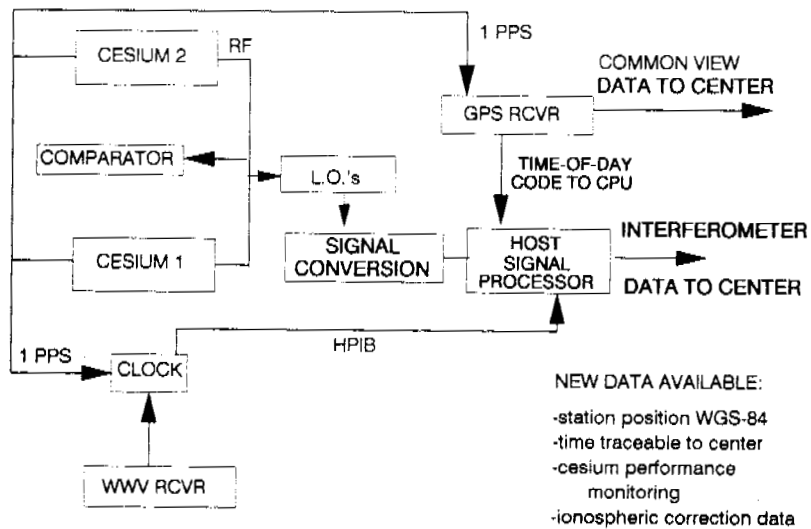 1 PPS
CESIUM 2
RF
COMMON VIEW
DATA TO CENTER
GPS RCVR
COMPARATOR
L.O.'s
TIME-OF-DAY
CODE TO CPU
CESIUM 1
SIGNAL
CONVERSION
HOST
SIGNAL
PROCESSOR
INTERFEROMETER
DATA TO CENTER
HPIB
1 PPS
CLOCK
WWV RCVR
NEW DATA AVAILABLE:
-station position WGS-84
-time traceable to center
-cesium performance
monitoring
-ionospheric correction data